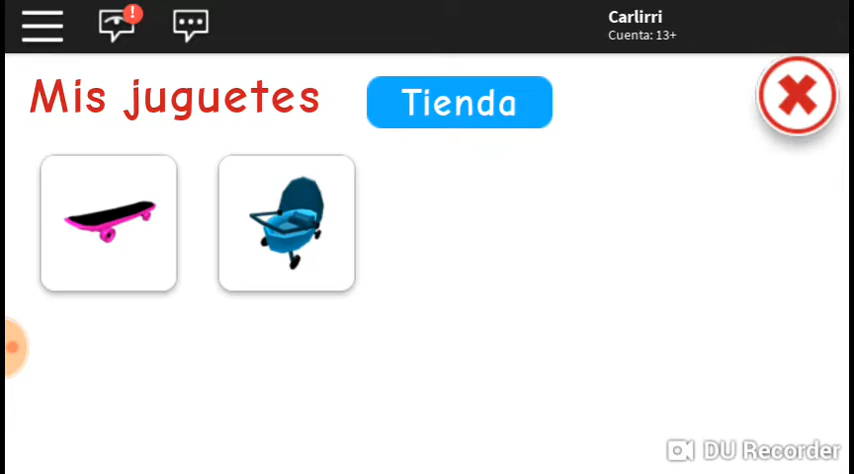 !
Carlirri
Cuenta: 13+
Mis juguetes
Tienda
DU Recorder